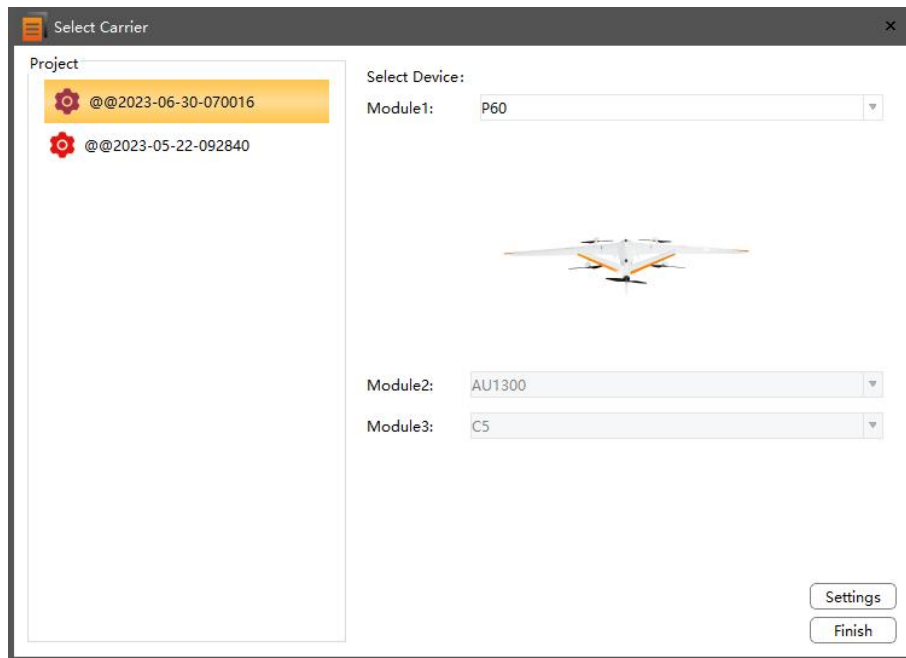 Select Carrier
Project
@@2023-06-30-070016
@@2023-05-22-092840
Select Device:
Module1: P60
Module2: AU1300
Module3: C5
Settings
Finish